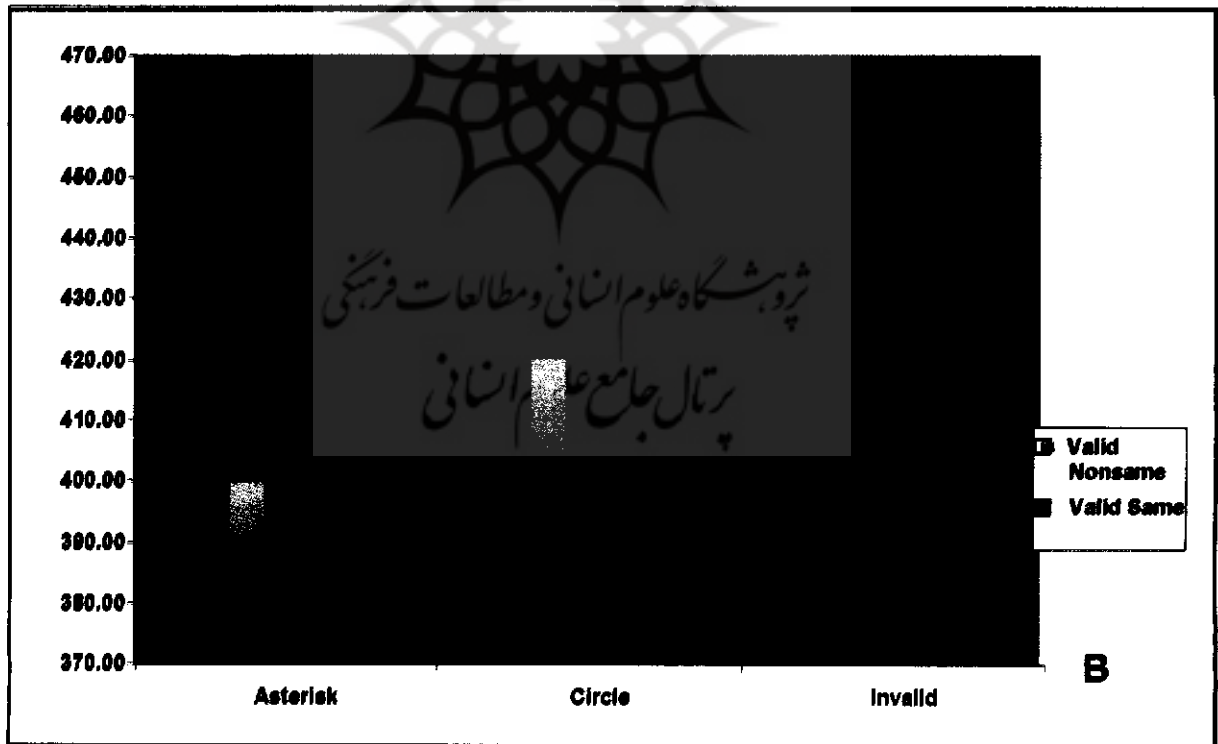 470.00
460.00
450.00
440.00
430.00
420.00
410.00
400.00
390.00
380.00
370.00
پژوهشگاه علوم انسانی و مطالعات فرهنگی
پرتال جامع علوم انسانی
Valid
Nonsame
Valid Same
Asterisk
Circle
Invalid
B